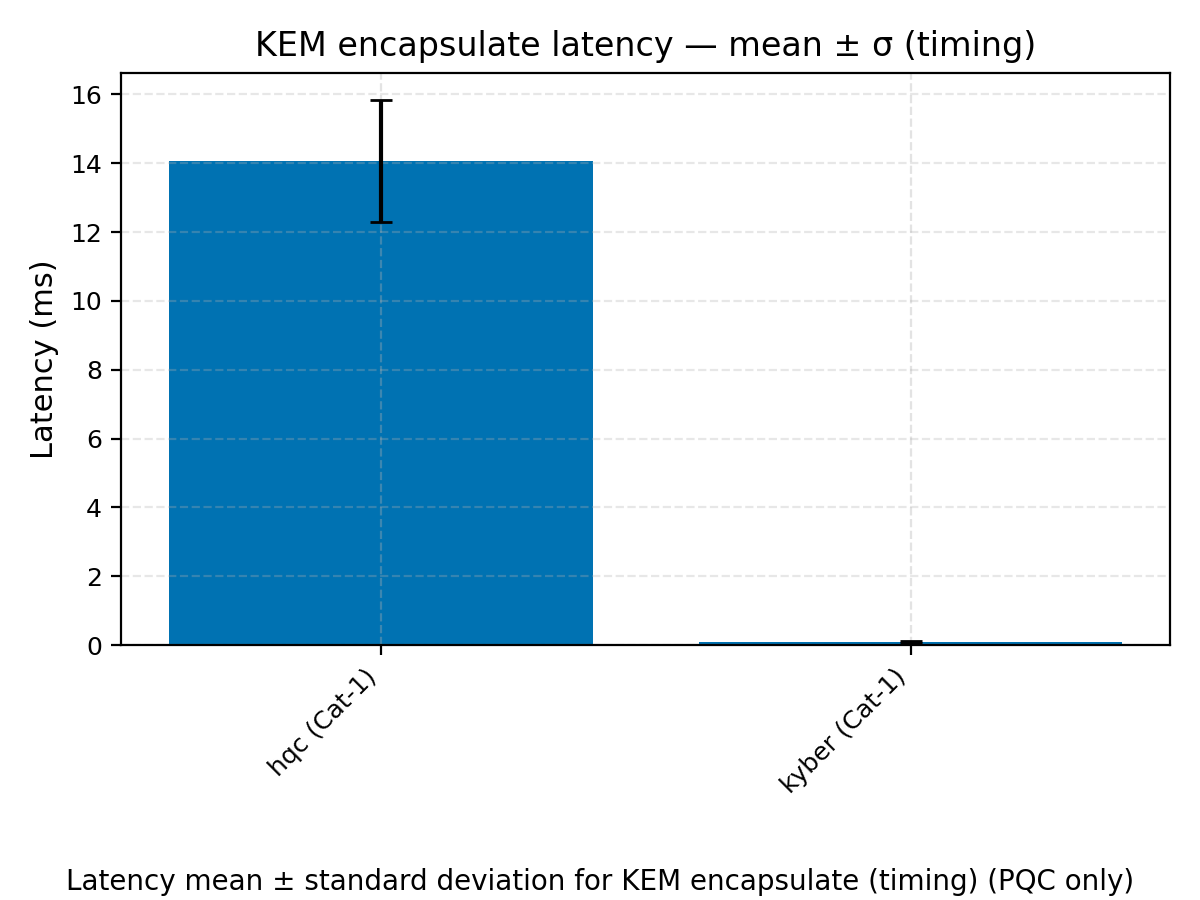 KEM encapsulate latency — mean ± σ (timing)
Latency (ms)
16
14
12
10
8
6
4
2
0
hqc (Cat-1)
kyber (Cat-1)
Latency mean ± standard deviation for KEM encapsulate (timing) (PQC only)